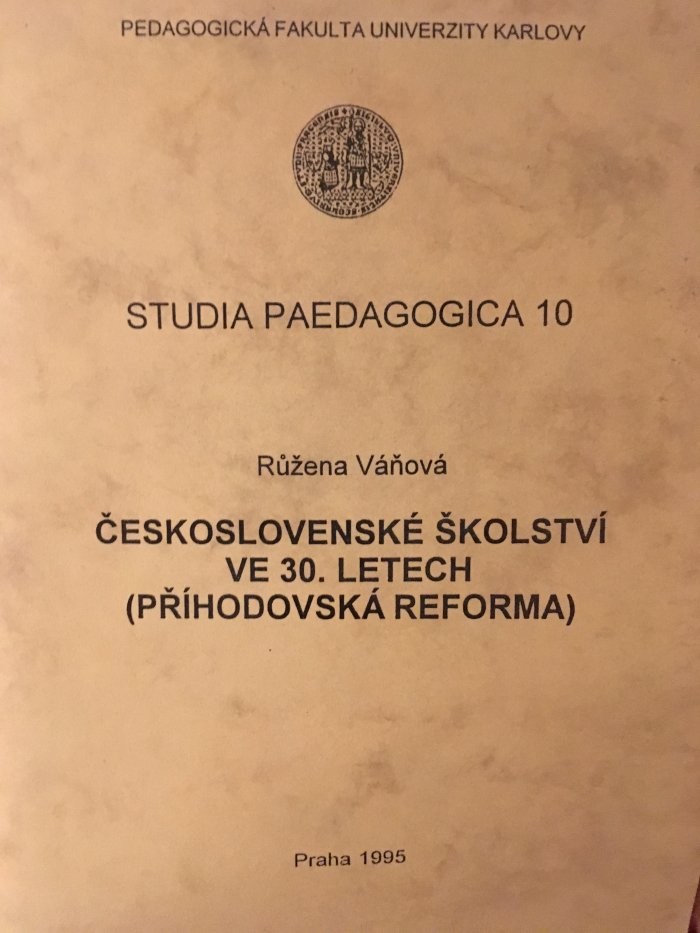 PEDAGOGICKÁ FAKULTA UNIVERZITY KARLOVY
STUDIA PAEDAGOGICA 10
Růžena Váňová
ČESKOSLOVENSKÉ ŠKOLSTVÍ
VE 30. LETECH
(PŘÍHODOVSKÁ REFORMA)
Praha 1995